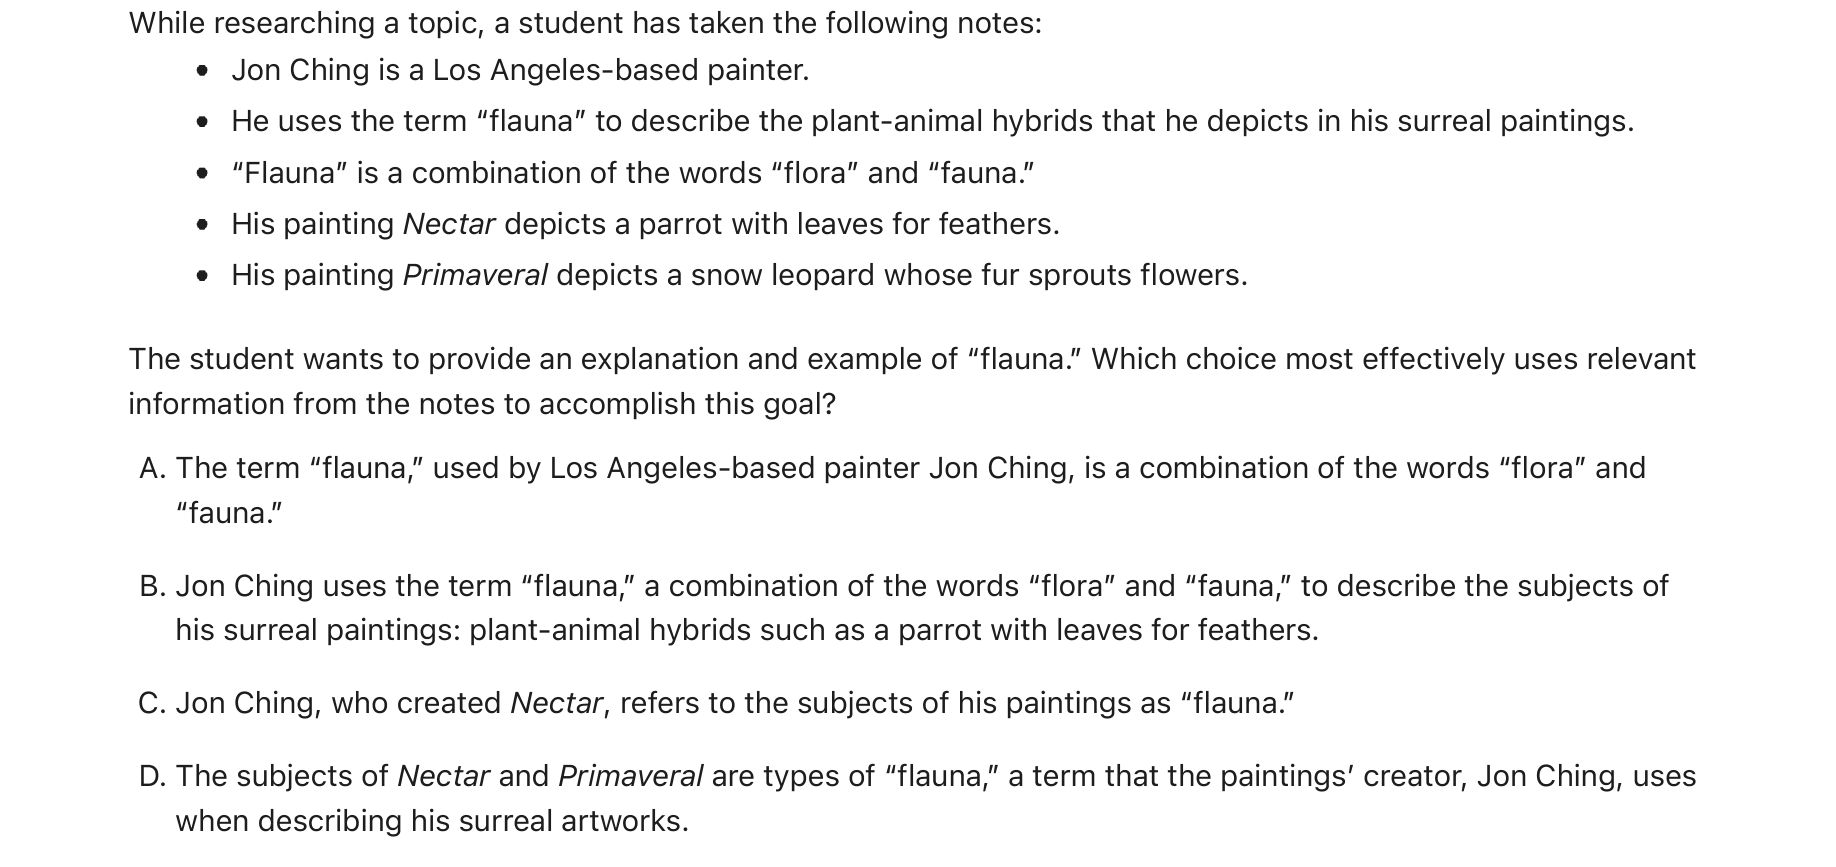 While researching a topic, a student has taken the following notes:
• Jon Ching is a Los Angeles-based painter.
• He uses the term “flauna” to describe the plant-animal hybrids that he depicts in his surreal paintings.
• “Flauna” is a combination of the words “flora” and “fauna.”
• His painting Nectar depicts a parrot with leaves for feathers.
• His painting Primaveral depicts a snow leopard whose fur sprouts flowers.
The student wants to provide an explanation and example of “flauna.” Which choice most effectively uses relevant
information from the notes to accomplish this goal?
A. The term “flauna,” used by Los Angeles-based painter Jon Ching, is a combination of the words “flora” and
“fauna.”
B. Jon Ching uses the term “flauna,” a combination of the words “flora” and “fauna,” to describe the subjects of
his surreal paintings: plant-animal hybrids such as a parrot with leaves for feathers.
C. Jon Ching, who created Nectar, refers to the subjects of his paintings as “flauna.”
D. The subjects of Nectar and Primaveral are types of “flauna,” a term that the paintings’ creator, Jon Ching, uses
when describing his surreal artworks.